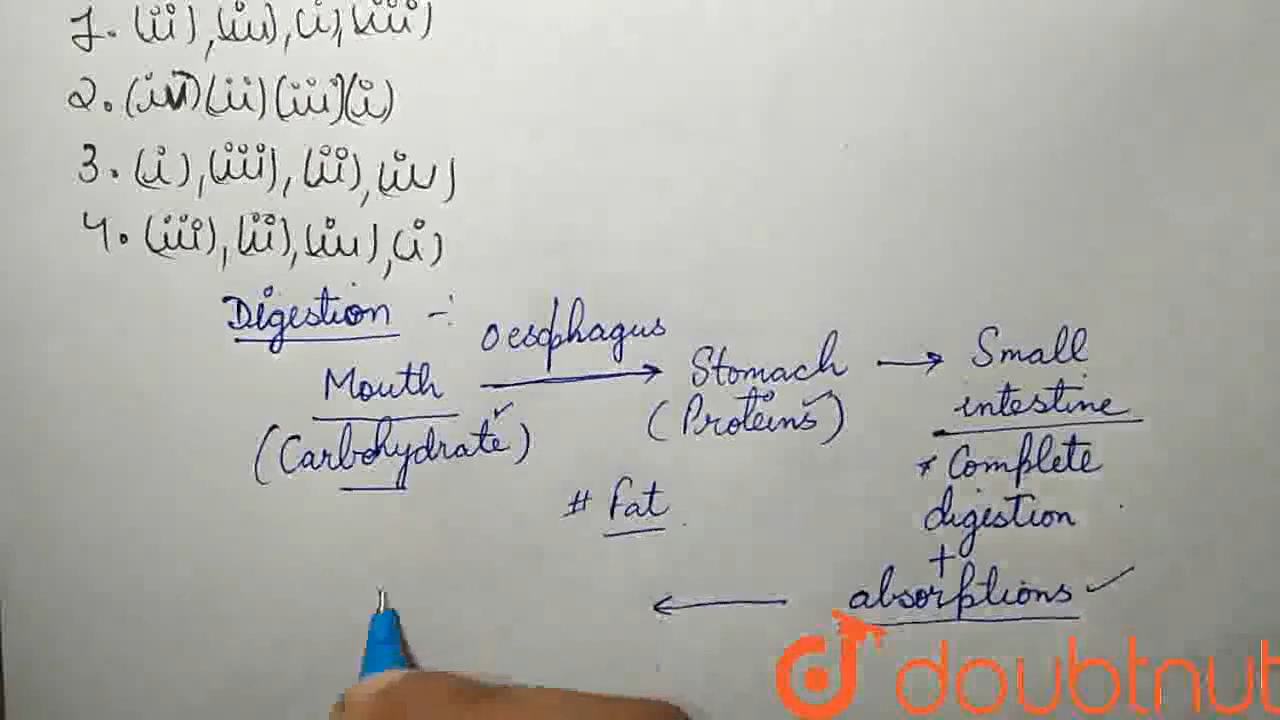 1. (ii), (iv), (i), (iii)
2. (iv) (ii) (iii) (i)
3. (i), (iii), (ii), (iv)
4. (iii), (ii), (iv), (i)
Digestion -:
Mouth oesophagus → Stomach → Small intestine
(Carbohydrate✓) (Proteins✓)
# fat
* Complete digestion
+
absorptions ✓
←
doubtnut